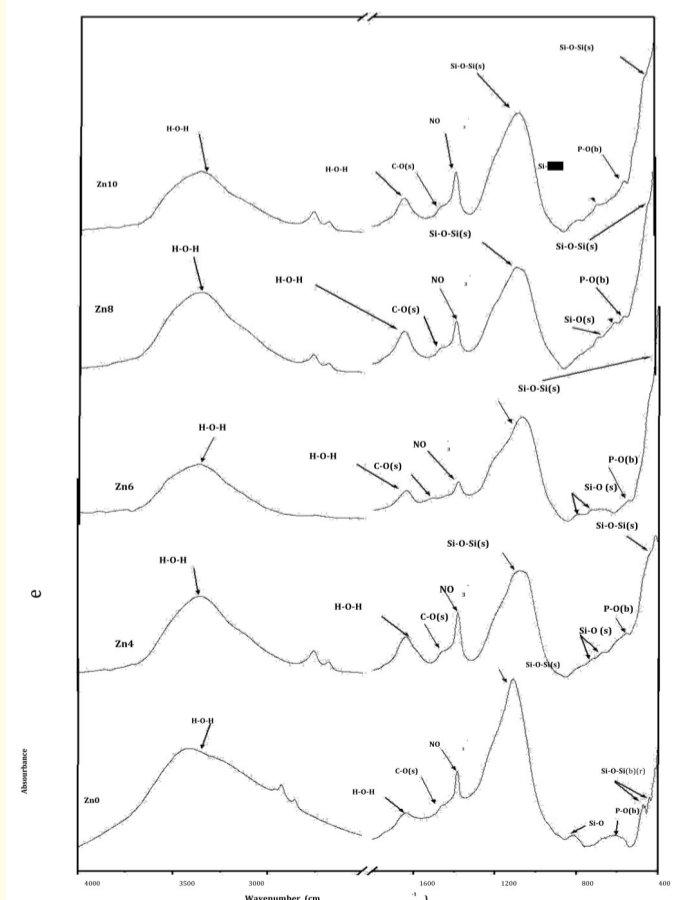 Si-O-Si(s)
Si-O-Si(s)
NO
3
H-O-H
P-O(b)
Si-
C-O(s)
H-O-H
Zn10
Si-O-Si(s)
Si-O-Si(s)
H-O-H
H-O-H
NO
3
P-O(b)
Zn8
C-O(s)
Si-O(s)
Si-O-Si(s)
H-O-H
NO
3
H-O-H
C-O(s)
P-O(b)
Zn6
Si-O (s)
Si-O-Si(s)
Si-O-Si(s)
H-O-H
e
NO
3
H-O-H
C-O(s)
P-O(b)
Si-O (s)
Zn4
Si-O-Si(s)
H-O-H
NO
3
C-O(s)
Si-O-Si(b)(r)
H-O-H
Zn0
P-O(b)
Si-O
Absourbance
4000 3500 3000 1600 1200 800 400
Wavenumber (cm -1 )